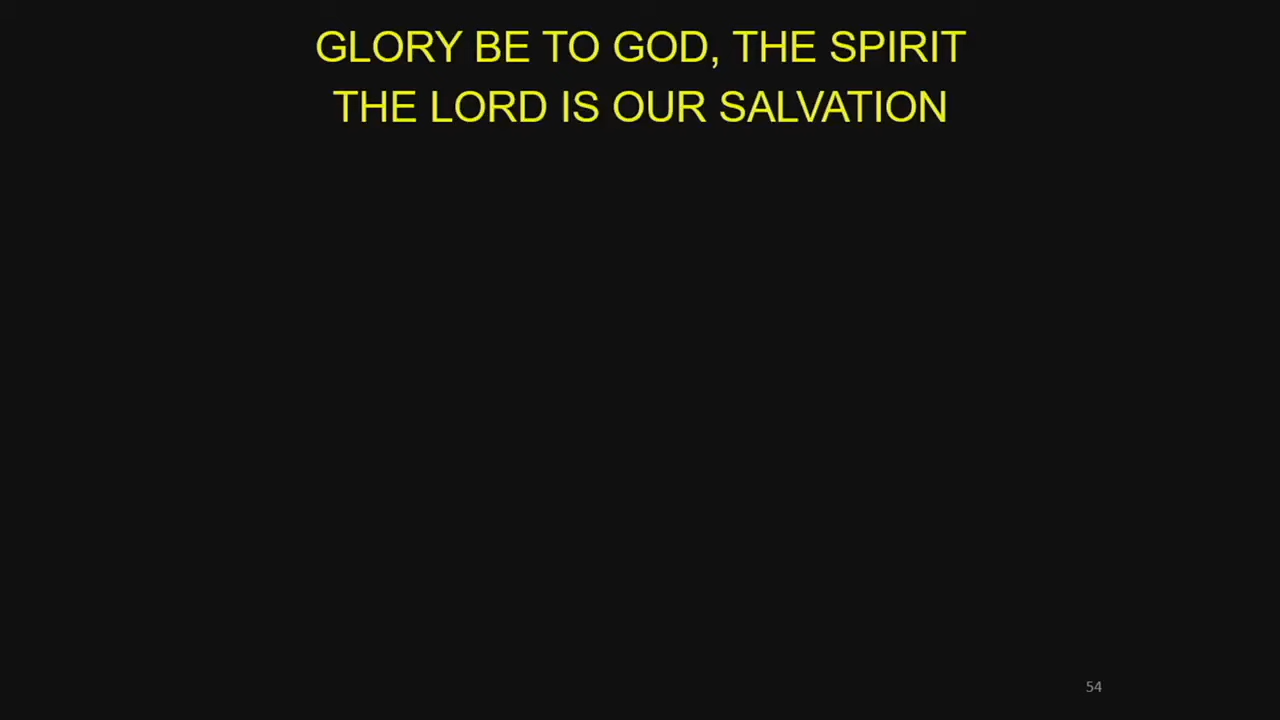 GLORY BE TO GOD, THE SPIRIT
THE LORD IS OUR SALVATION
54